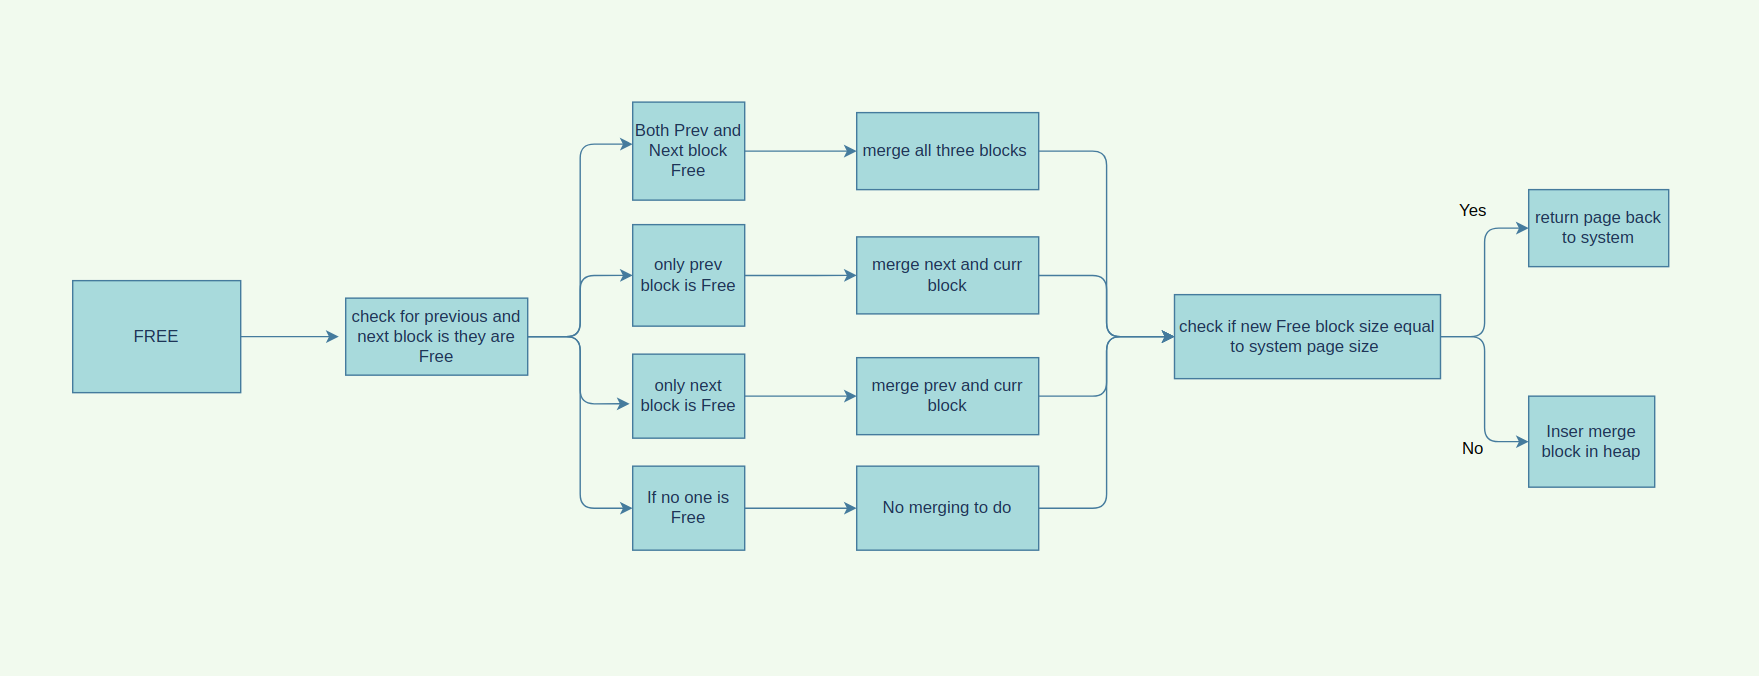 FREE
check for previous and
next block is they are
Free
Both Prev and
Next block
Free
merge all three blocks
only prev
block is Free
merge next and curr
block
only next
block is Free
merge prev and curr
block
If no one is
Free
No merging to do
check if new Free block size equal
to system page size
Yes
return page back
to system
No
Inser merge
block in heap